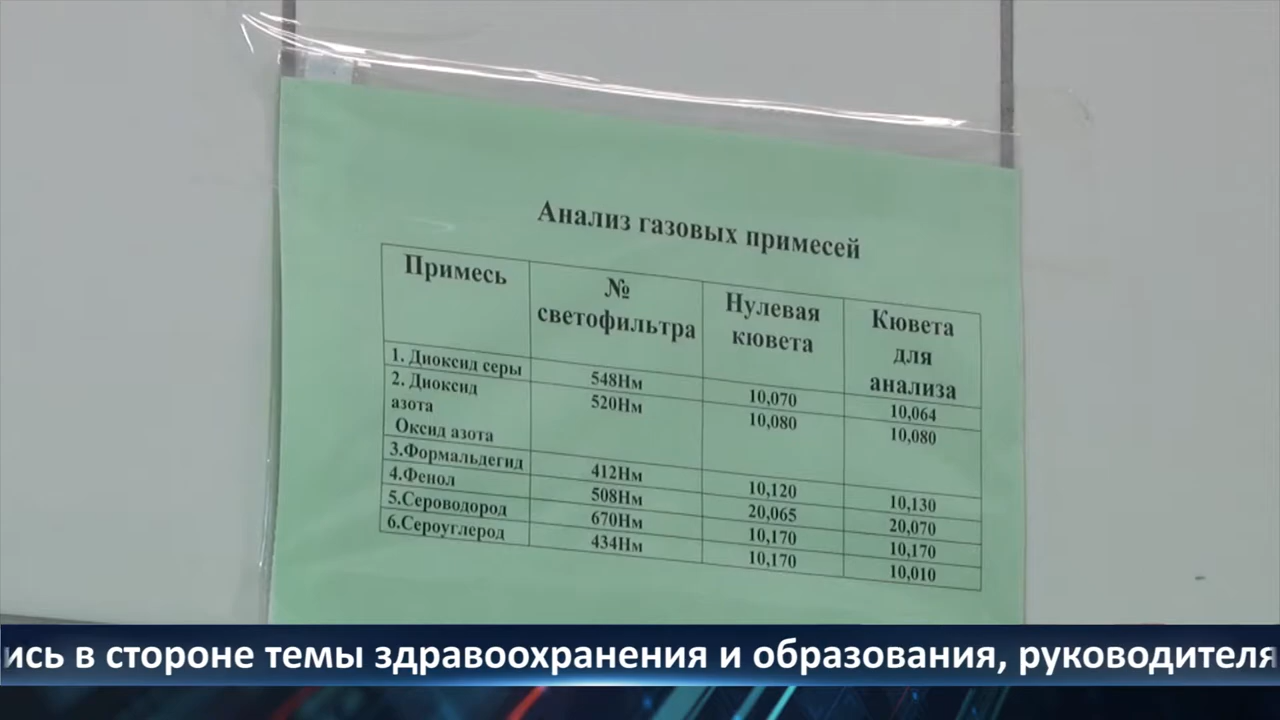 Анализ газовых примесей
Примесь № светофильтра Нулевая кювета Кювета для анализа
1. Диоксид серы 548Нм 10,070 10,064
2. Диоксид азота Оксид азота 520Нм 10,080 10,080
3.Формальдегид 412Нм 10,120 10,130
4.Фенол 508Нм 20,065 20,070
5.Сероводород 670Нм 10,170 10,170
6.Сероуглерод 434Нм 10,170 10,010
ись в стороне темы здравоохранения и образования, руководителя